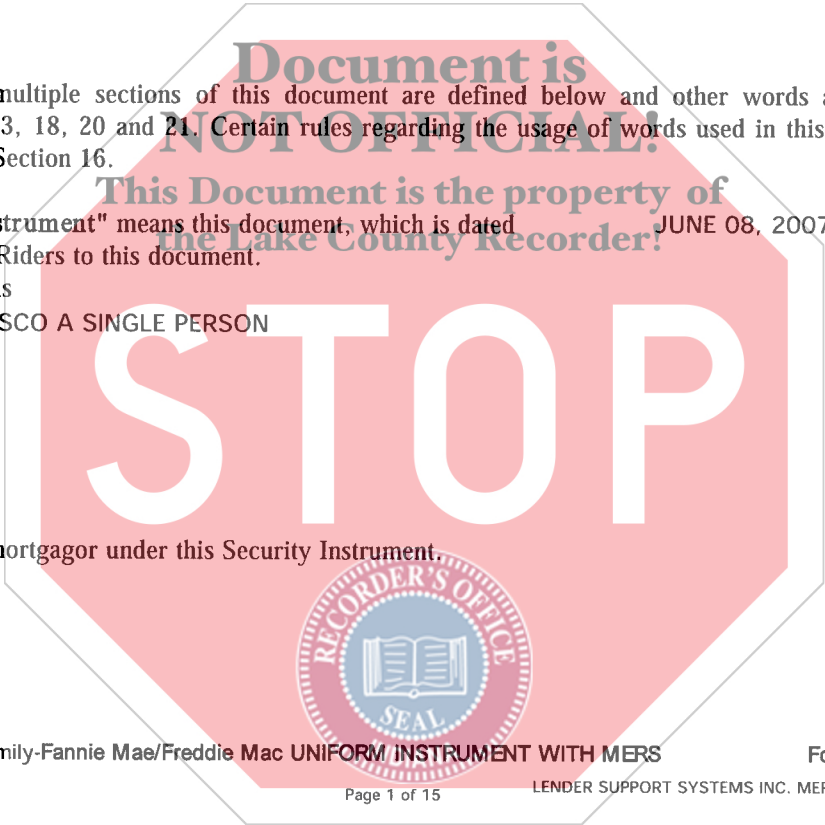 Document is
multiple sections of this document are defined below and other words
3, 18, 20 and 21. Certain rules regarding the usage of words used in this
NOT OFFICIAL!
Section 16.
This Document is the property of
strument" means this document, which is dated JUNE 08, 2007
the Lake County Recorder!
Riders to this document.
SCO A SINGLE PERSON
STOP
ortgagor under this Security Instrument.
RECORDER'S OFFICE
SEAL
INDIANA
mily-Fannie Mae/Freddie Mac UNIFORM INSTRUMENT WITH MERS
Page 1 of 15
LENDER SUPPORT SYSTEMS INC. MER